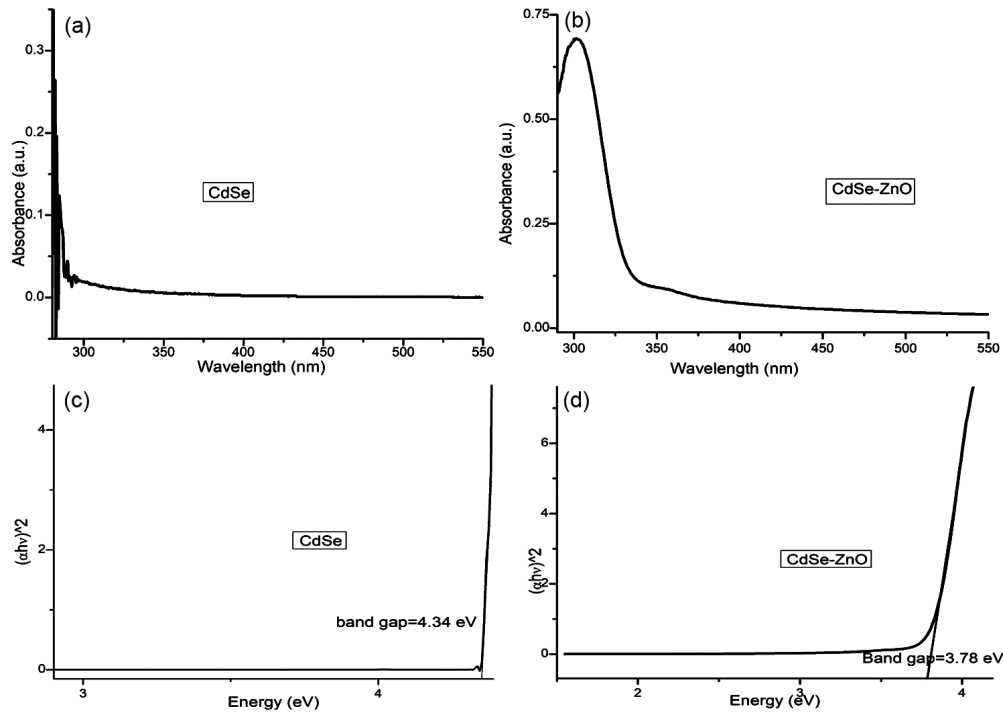 (a)
0.3
0.2
0.1
0.0
Absorbance (a.u.)
CdSe
300 350 400 450 500 550
Wavelength (nm)
(b)
0.75
0.50
0.25
0.00
Absorbance (a.u.)
CdSe-ZnO
300 350 400 450 500 550
Wavelength (nm)
(c)
4
2
0
(αhν)^2
CdSe
band gap=4.34 eV
3 4
Energy (eV)
(d)
6
4
2
0
(αhν)^2
CdSe-ZnO
Band gap=3.78 eV
2 3 4
Energy (eV)